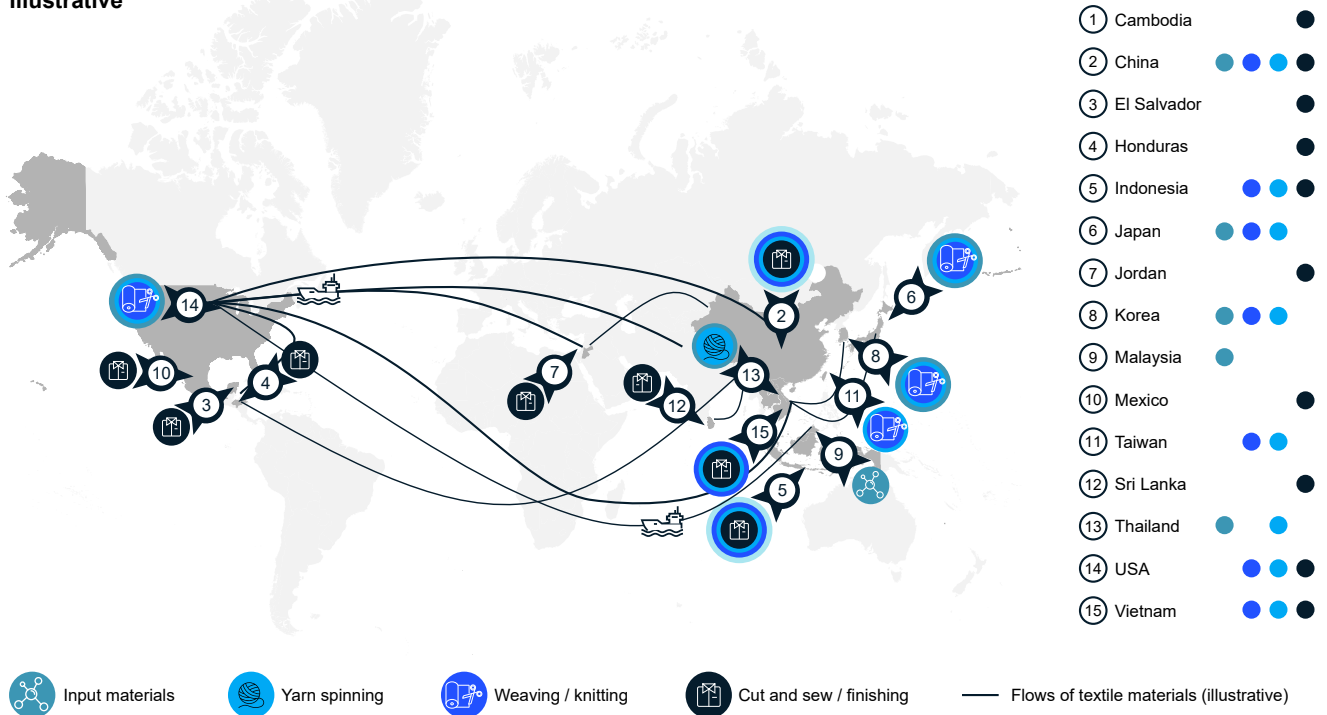 Illustrative
1 Cambodia
2 China
3 El Salvador
4 Honduras
5 Indonesia
6 Japan
7 Jordan
8 Korea
9 Malaysia
10 Mexico
11 Taiwan
12 Sri Lanka
13 Thailand
14 USA
15 Vietnam
2
6
14
8
10
7
13
4
11
3
12
15
9
5
Input materials
Yarn spinning
Weaving / knitting
Cut and sew / finishing
Flows of textile materials (illustrative)